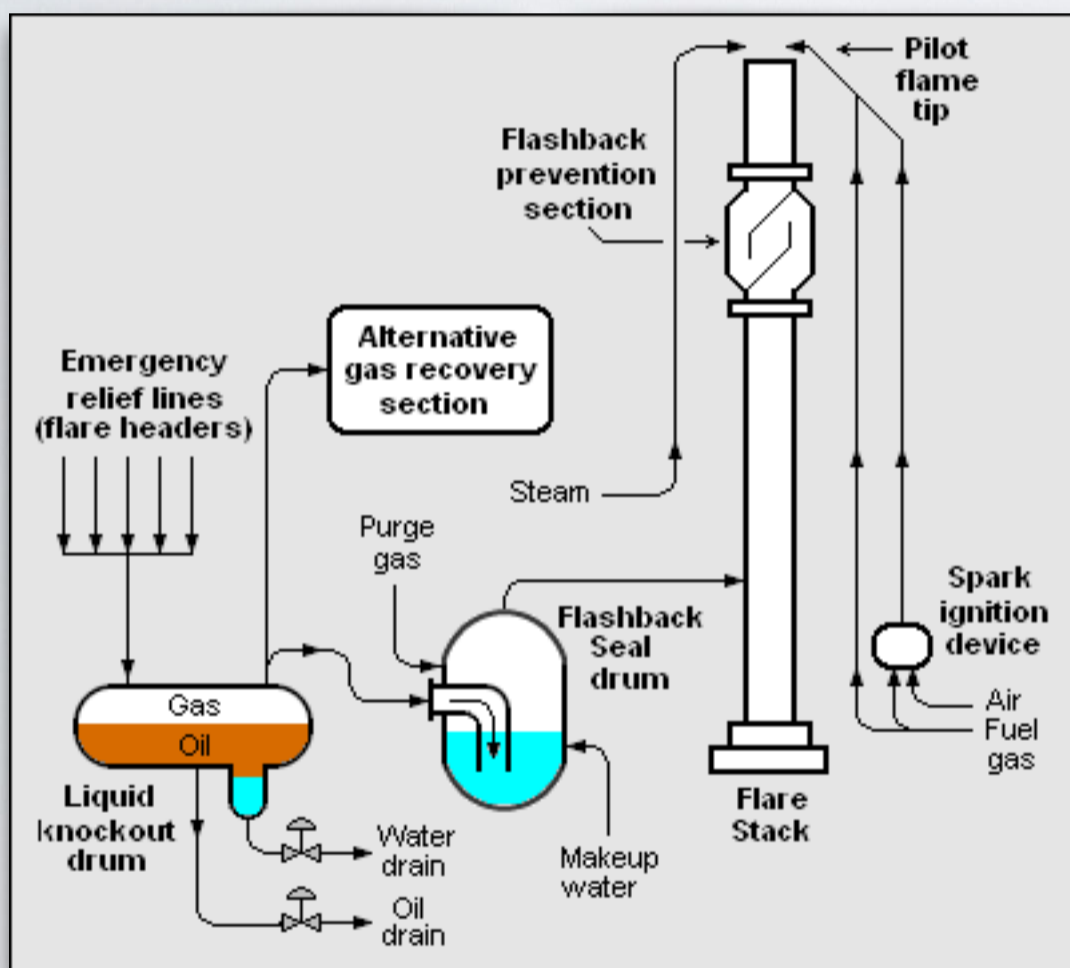 Pilot
flame
tip
Flashback
prevention
section
Alternative
gas recovery
section
Emergency
relief lines
(flare headers)
Steam
Purge
gas
Spark
ignition
device
Flashback
Seal
drum
Gas
Oil
Air
Fuel
gas
Liquid
knockout
drum
Flare
Stack
Water
drain
Makeup
water
Oil
drain